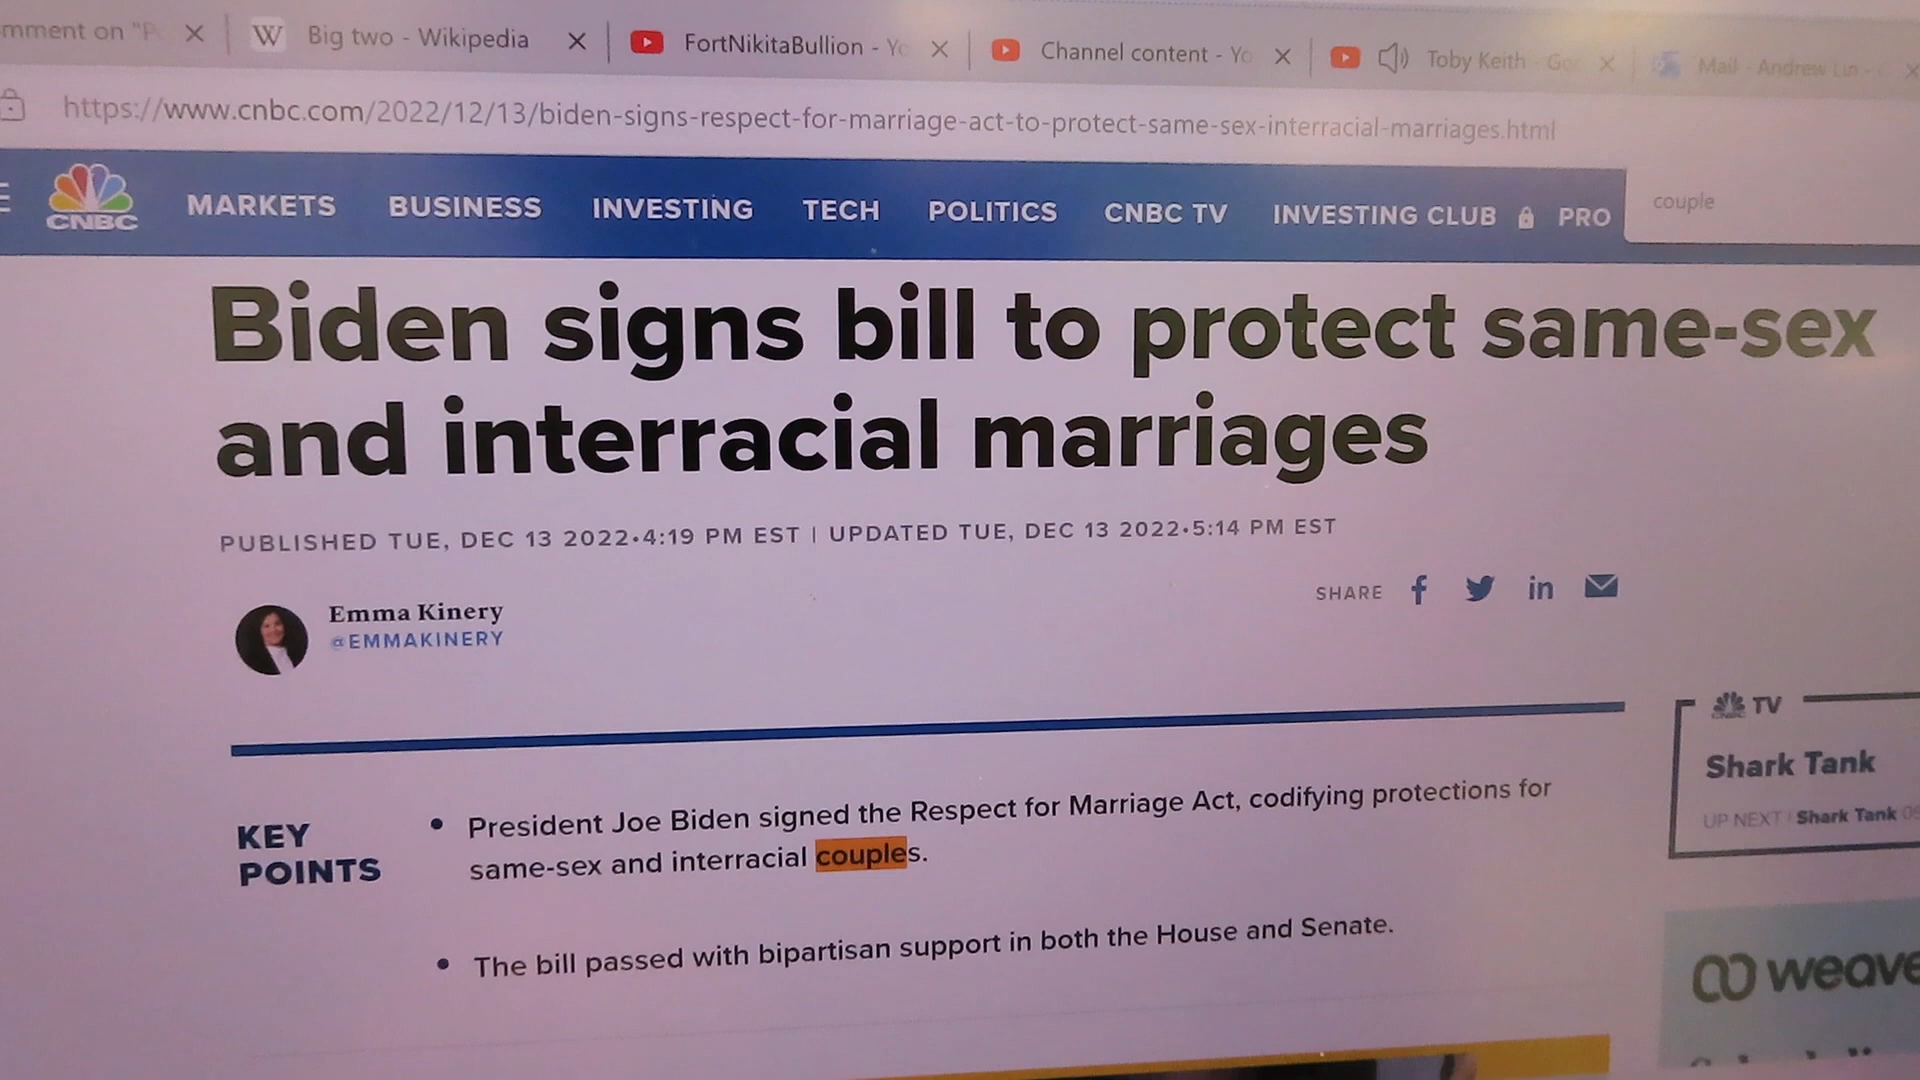 mment on "P
Big two - Wikipedia
FortNikitaBullion - Yo
Channel content - Yo
Toby Keith - Goo
Mail - Andrew Lin -
https://www.cnbc.com/2022/12/13/biden-signs-respect-for-marriage-act-to-protect-same-sex-interracial-marriages.html
CNBC
MARKETS BUSINESS INVESTING TECH POLITICS CNBC TV INVESTING CLUB PRO
couple
Biden signs bill to protect same-sex
and interracial marriages
PUBLISHED TUE, DEC 13 2022•4:19 PM EST | UPDATED TUE, DEC 13 2022•5:14 PM EST
Emma Kinery
@EMMAKINERY
SHARE
KEY
POINTS
• President Joe Biden signed the Respect for Marriage Act, codifying protections for
same-sex and interracial couples.
• The bill passed with bipartisan support in both the House and Senate.
CNBC TV
Shark Tank
UP NEXT | Shark Tank
weave